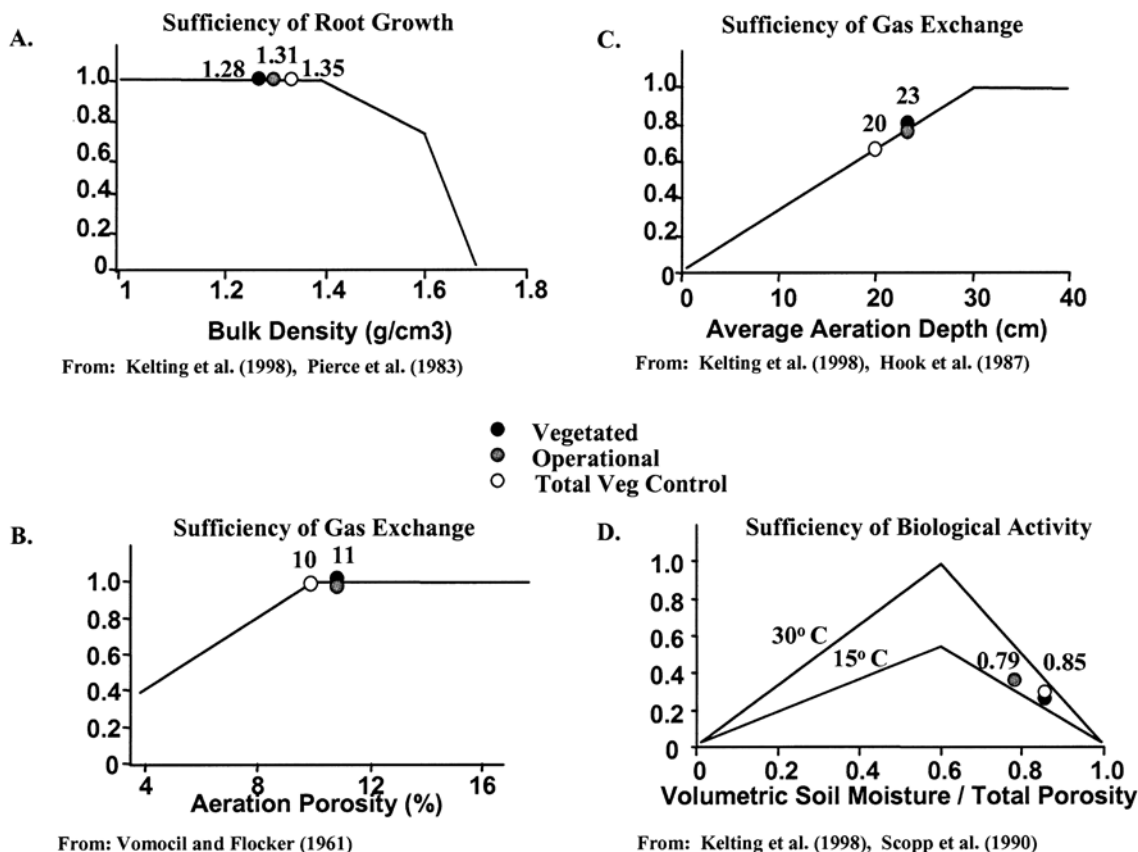 A.
Sufficiency of Root Growth
1.28
1.31
1.35
1.0
0.8
0.6
0.4
0.2
0
1
1.2
1.4
1.6
1.8
Bulk Density (g/cm3)
From: Kelting et al. (1998), Pierce et al. (1983)
C.
Sufficiency of Gas Exchange
23
20
1.0
0.8
0.6
0.4
0.2
0
0
10
20
30
40
Average Aeration Depth (cm)
From: Kelting et al. (1998), Hook et al. (1987)
Vegetated
Operational
Total Veg Control
B.
Sufficiency of Gas Exchange
10
11
1.0
0.8
0.6
0.4
0.2
0
4
8
12
16
Aeration Porosity (%)
From: Vomocil and Flocker (1961)
D.
Sufficiency of Biological Activity
30° C
15° C
0.79
0.85
1.0
0.8
0.6
0.4
0.2
0
0
0.2
0.4
0.6
0.8
1.0
Volumetric Soil Moisture / Total Porosity
From: Kelting et al. (1998), Scopp et al. (1990)